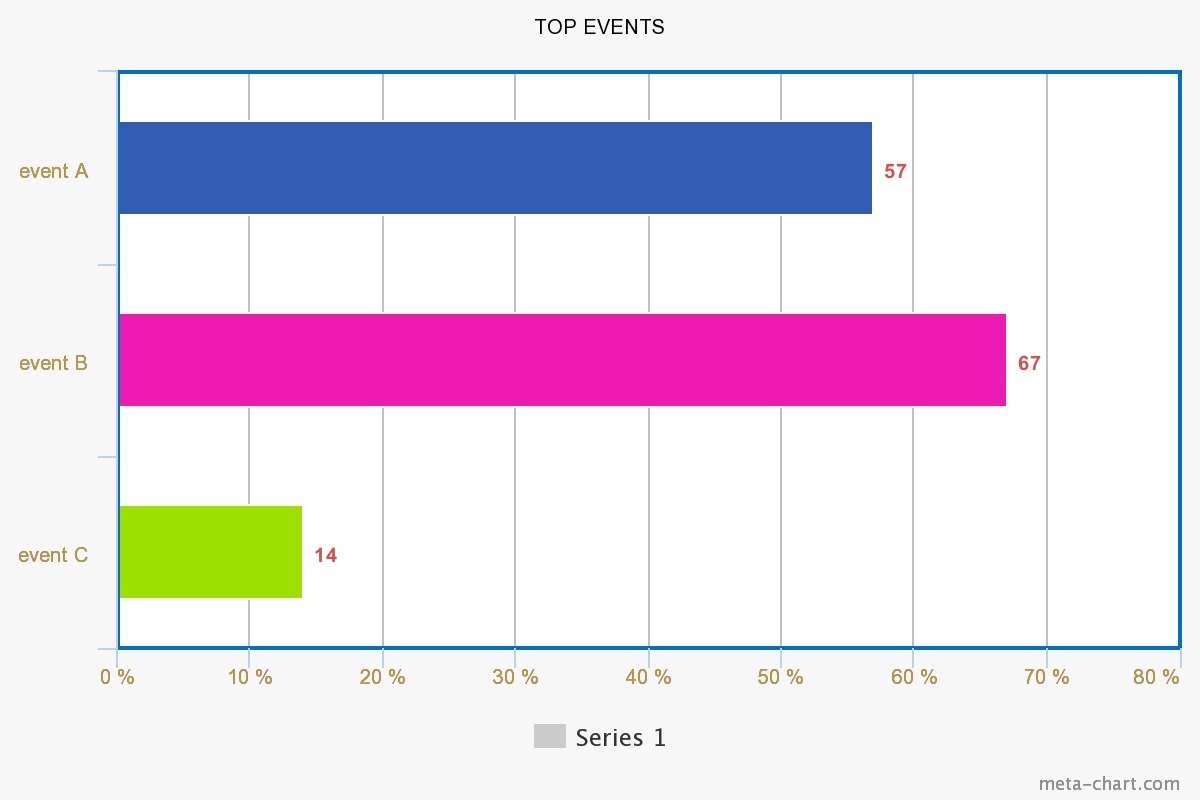 TOP EVENTS
event A
57
event B
67
event C
14
0 % 10 % 20 % 30 % 40 % 50 % 60 % 70 % 80 %
Series 1
meta-chart.com